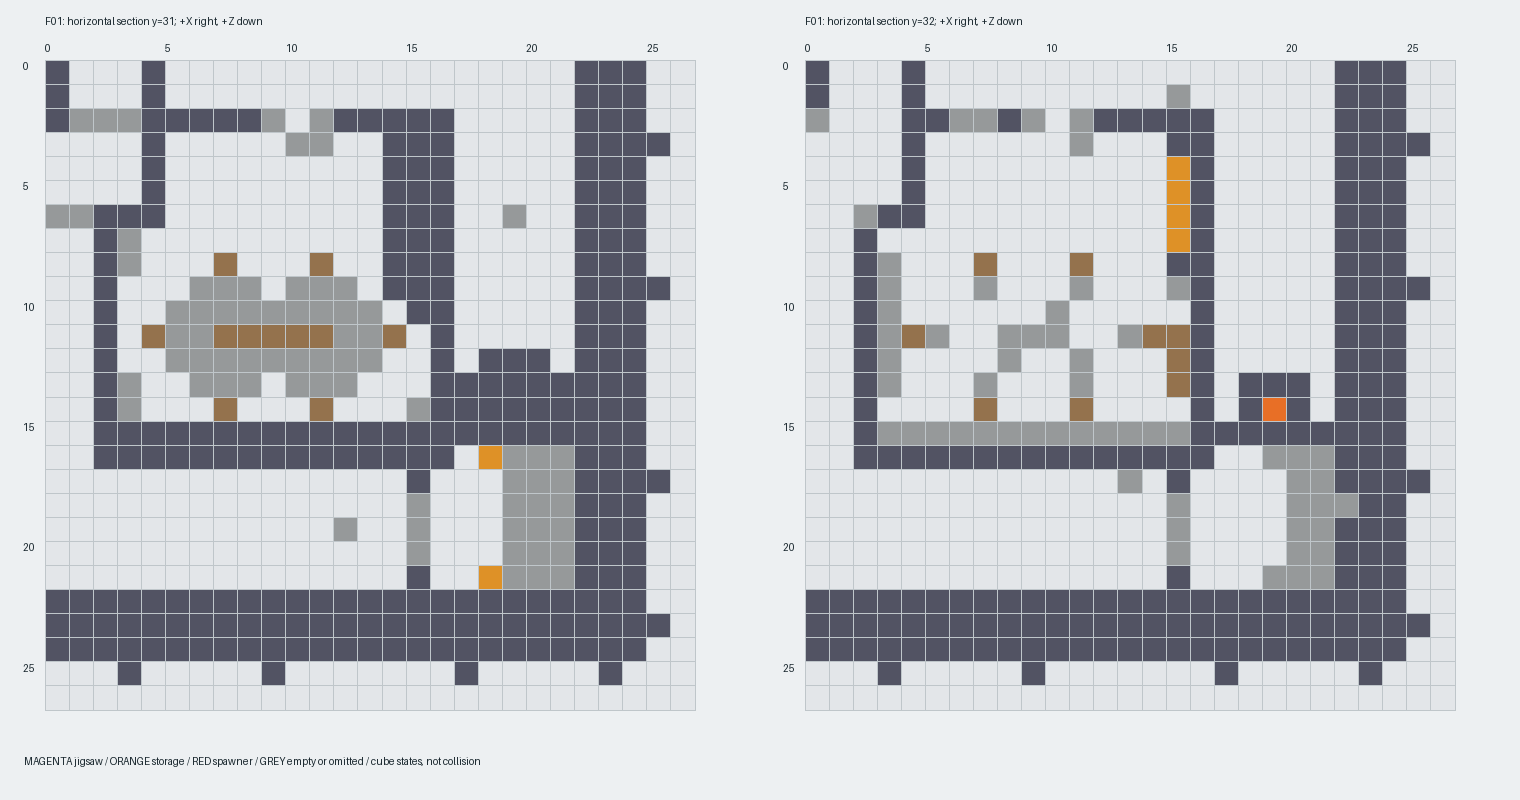 F01: horizontal section y=31; +X right, +Z down
F01: horizontal section y=32; +X right, +Z down
0 5 10 15 20 25
0 5 10 15 20 25
0
5
10
15
20
25
0
5
10
15
20
25
MAGENTA jigsaw / ORANGE storage / RED spawner / GREY empty or omitted / cube states, not collision